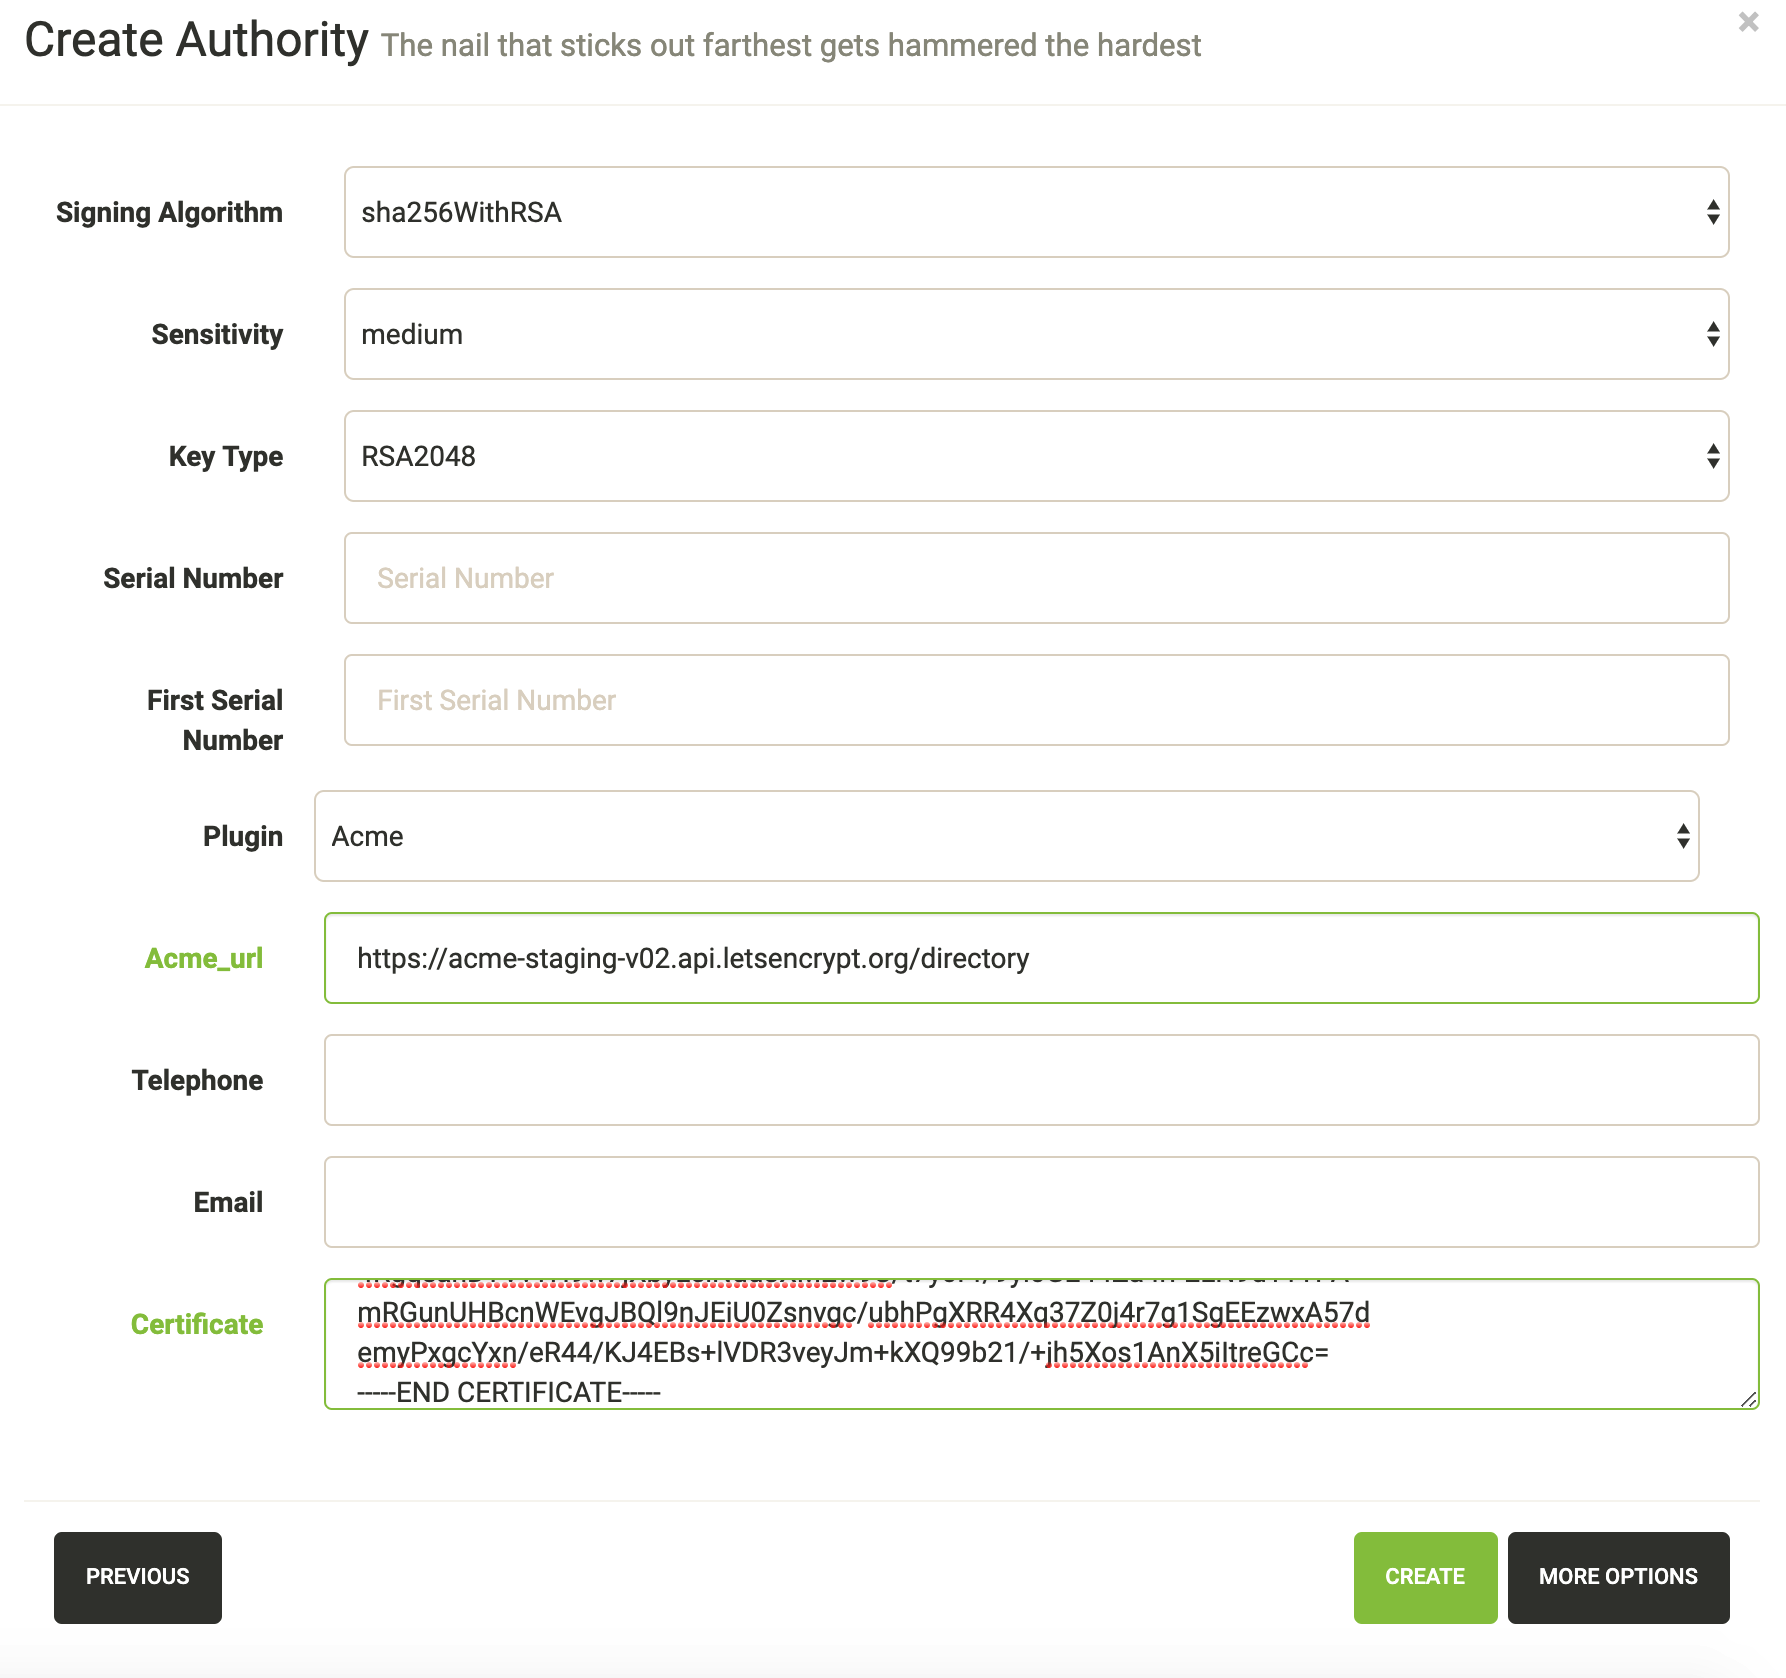 Create Authority The nail that sticks out farthest gets hammered the hardest
×
Signing Algorithm sha256WithRSA
Sensitivity medium
Key Type RSA2048
Serial Number Serial Number
First Serial Number First Serial Number
Plugin Acme
Acme_url https://acme-staging-v02.api.letsencrypt.org/directory
Telephone
Email
Certificate
mRGunUHBcnWEvgJBQl9nJEiU0Zsnvgc/ubhPgXRR4Xq37Z0j4r7g1SgEEzwxA57d
emyPxgcYxn/eR44/KJ4EBs+lVDR3veyJm+kXQ99b21/+jh5Xos1AnX5iItreGCc=
-----END CERTIFICATE-----
PREVIOUS
CREATE
MORE OPTIONS